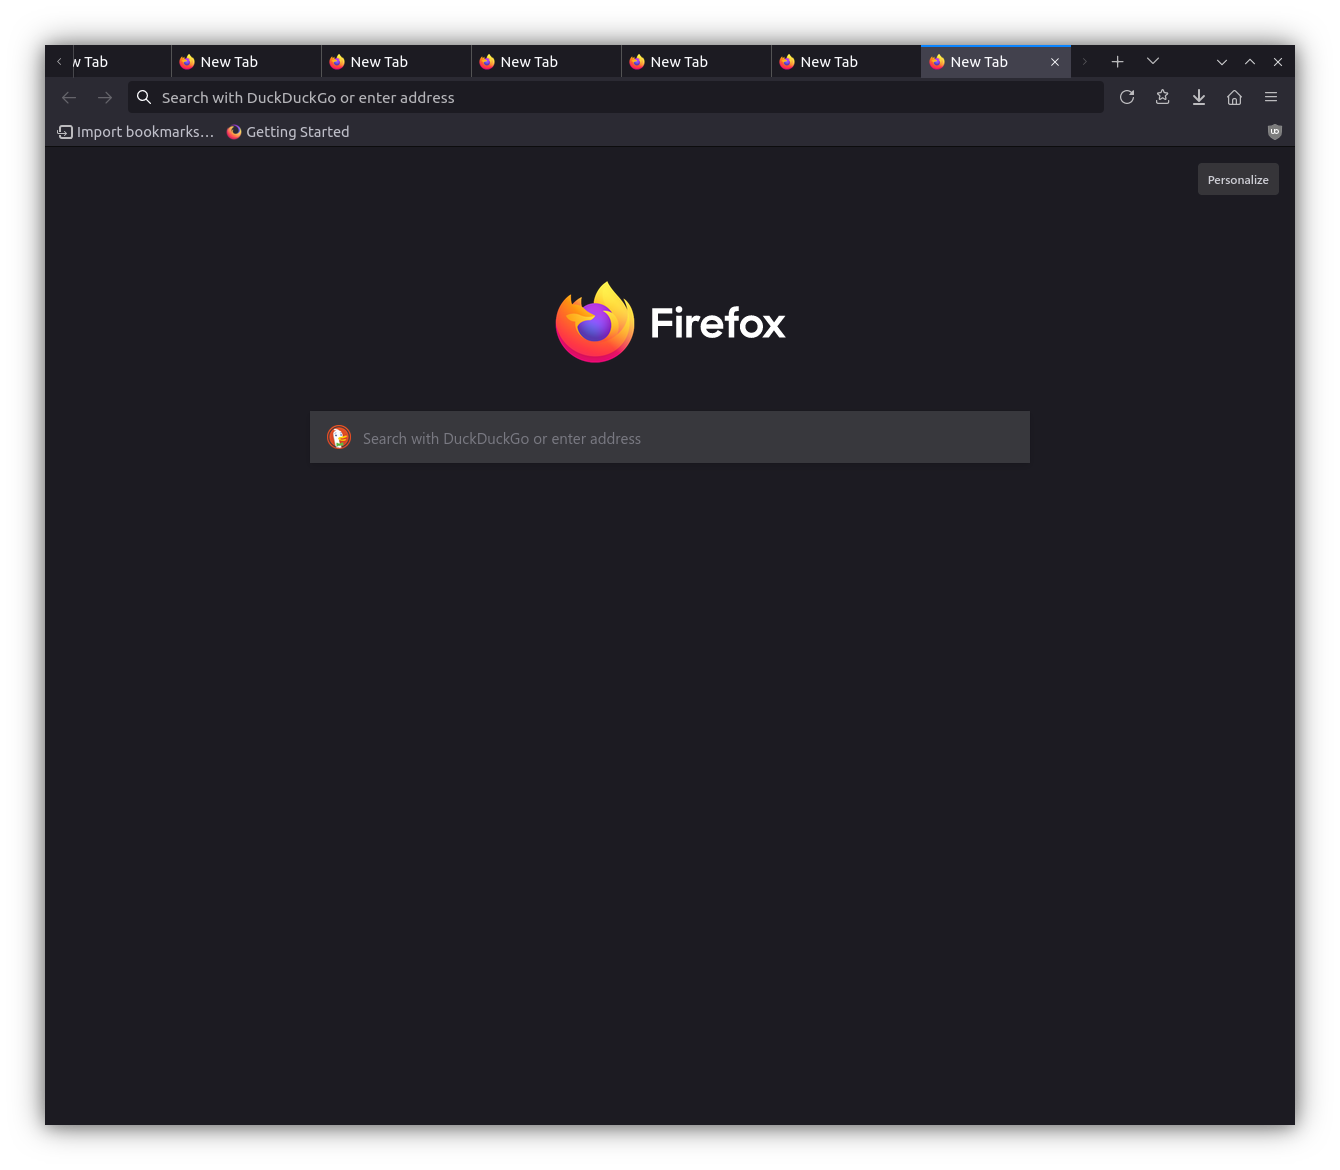 w Tab New Tab New Tab New Tab New Tab New Tab New Tab
Search with DuckDuckGo or enter address
Import bookmarks… Getting Started
Personalize
Firefox
Search with DuckDuckGo or enter address